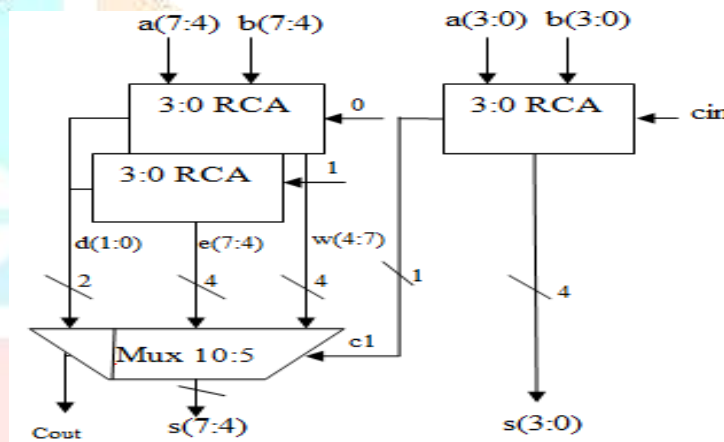 a(7:4) b(7:4) a(3:0) b(3:0)
3:0 RCA 0 3:0 RCA cin
3:0 RCA 1
d(1:0) e(7:4) w(4:7)
2 4 4 1 4
Mux 10:5 c1
Cout s(7:4) s(3:0)